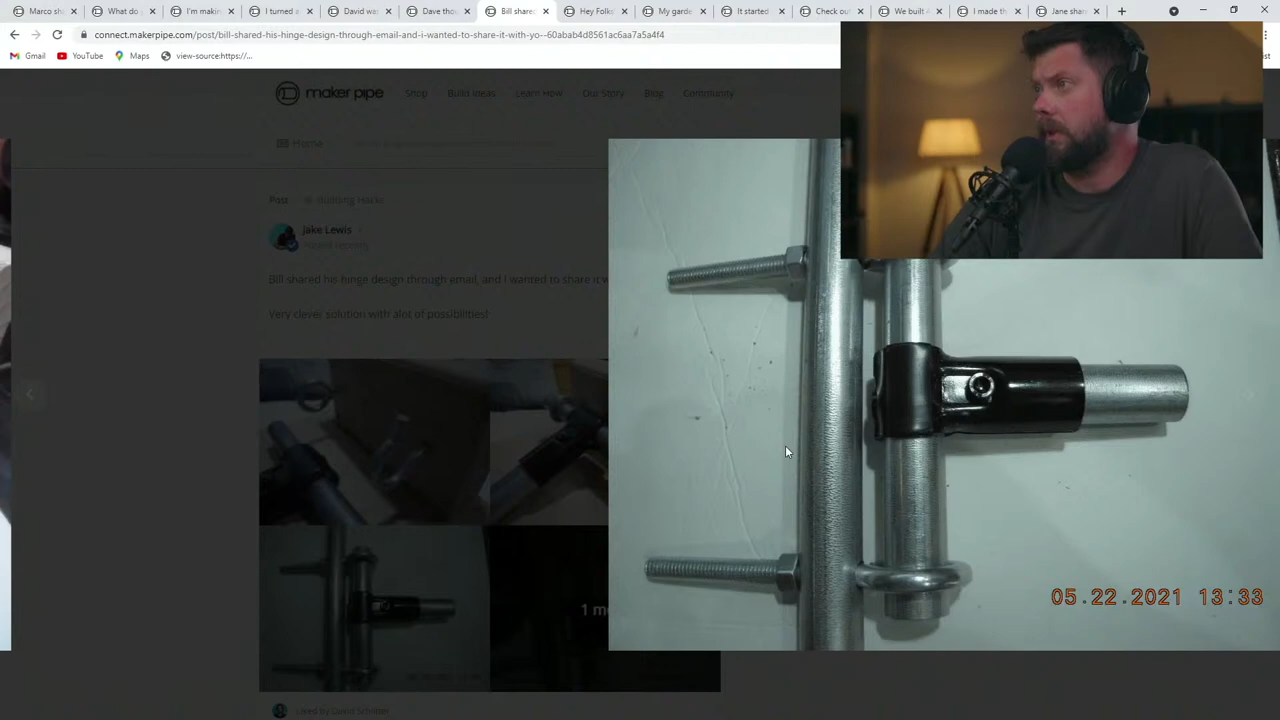 Marco sh
What do
I'm makin
I turned a
David wa
Dave tho
Bill share
Hey Folks
My garde
It started
Check ou
We built
I made th
Jane shar
connect.makerpipe.com/post/bill-shared-his-hinge-design-through-email-and-i-wanted-to-share-it-with-yo--60abab4d8561ac6aa7a5a4f4
Gmail
YouTube
Maps
view-source:https://...
maker pipe
Shop
Build Ideas
Learn How
Our Story
Blog
Community
Home
Post
Building Hacks
Jake Lewis
Bill shared his hinge design through email, and I wanted to share it w
Very clever solution with alot of possibilities!
1 m
05.22.2021 13:33